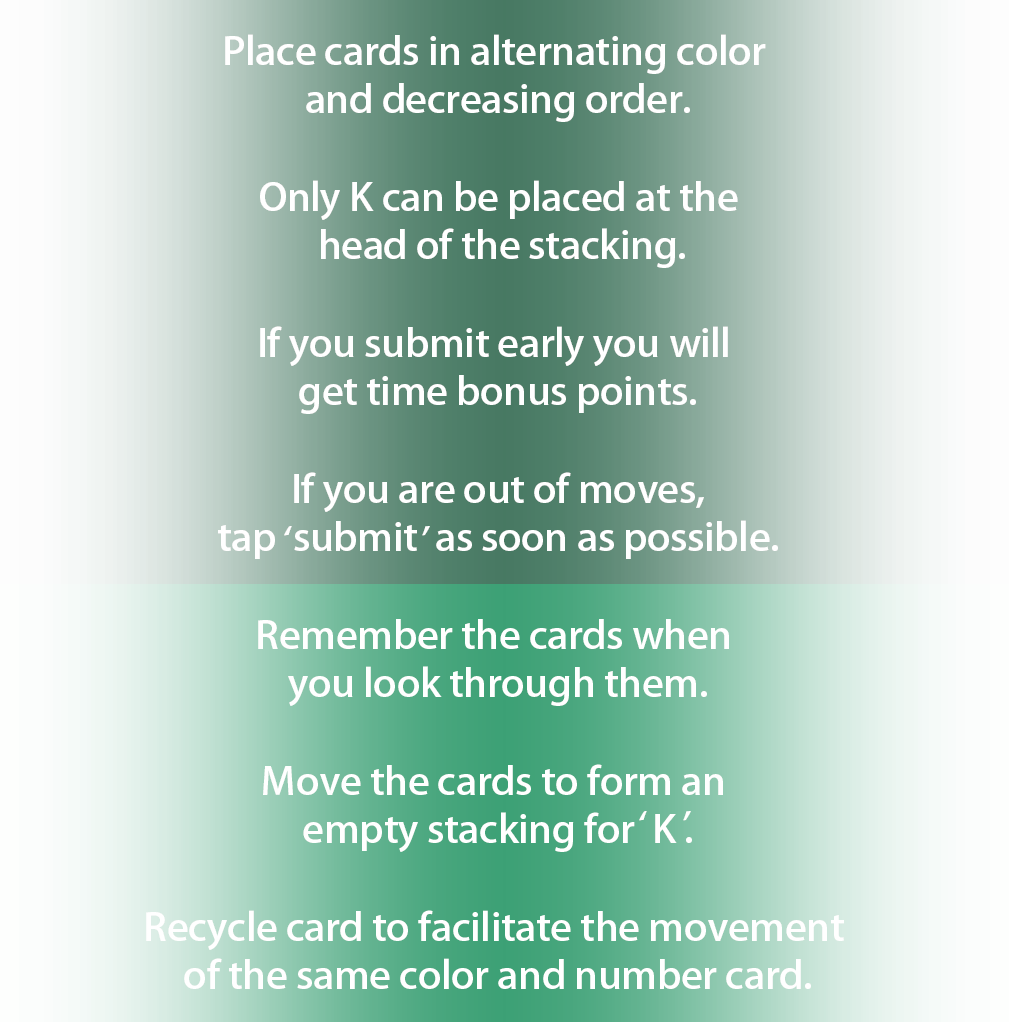 Place cards in alternating color
and decreasing order.
Only K can be placed at the
head of the stacking.
If you submit early you will
get time bonus points.
If you are out of moves,
tap ‘submit’ as soon as possible.
Remember the cards when
you look through them.
Move the cards to form an
empty stacking for ‘K’.
Recycle card to facilitate the movement
of the same color and number card.